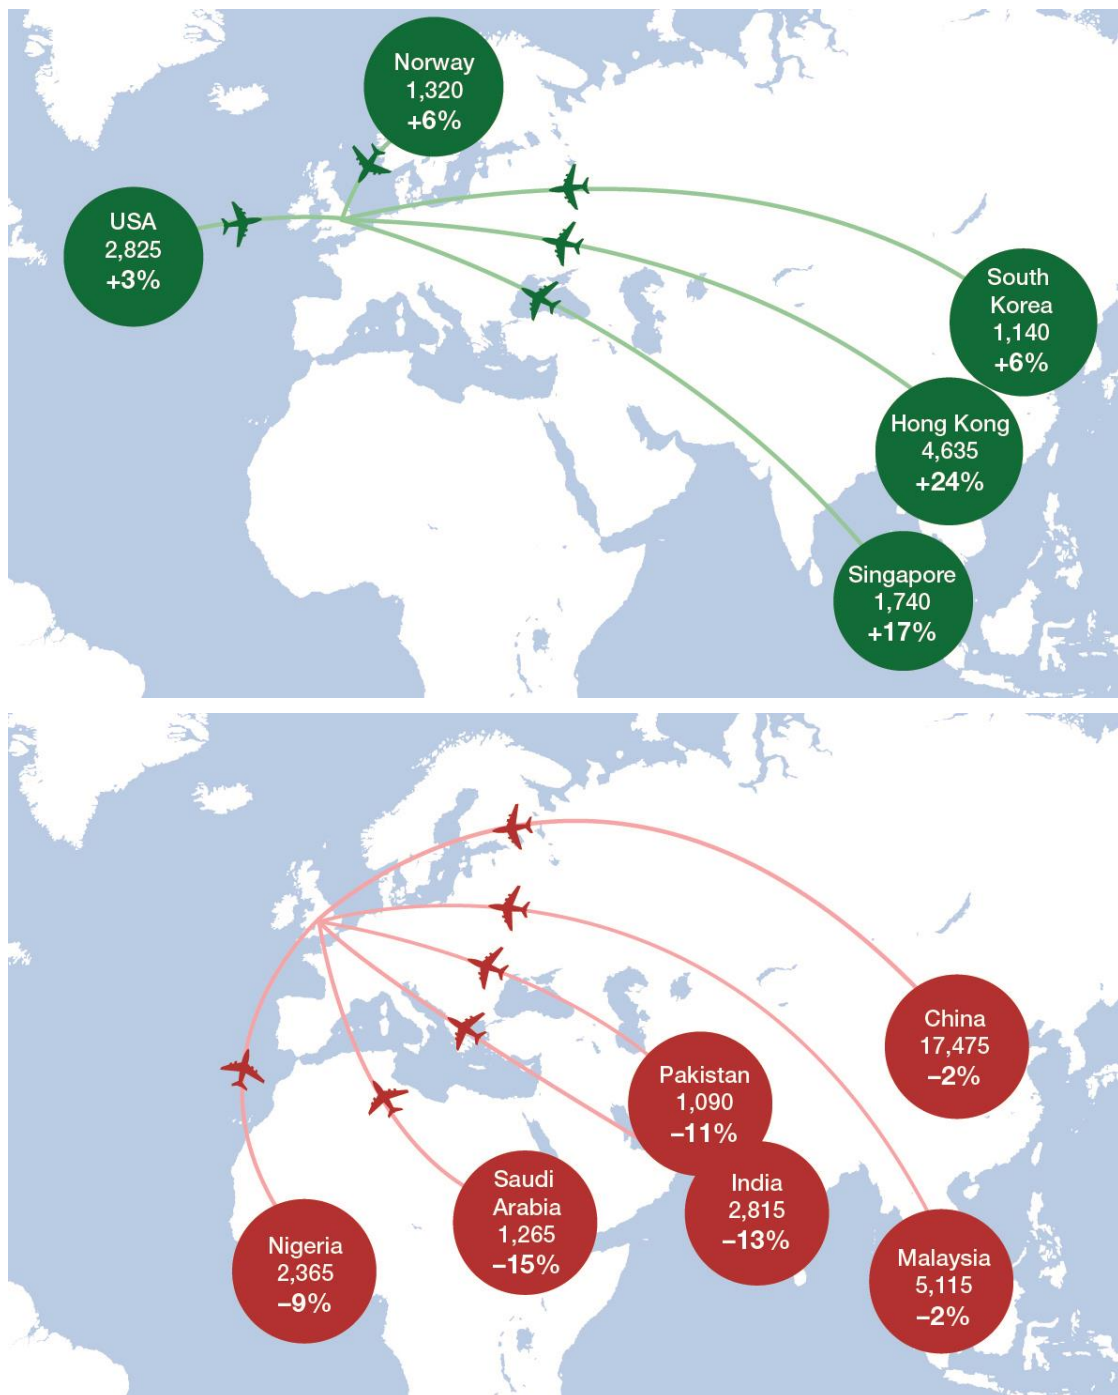 Norway
1,320
+6%
USA
2,825
+3%
South
Korea
1,140
+6%
Hong Kong
4,635
+24%
Singapore
1,740
+17%
China
17,475
–2%
Pakistan
1,090
–11%
India
2,815
–13%
Saudi
Arabia
1,265
–15%
Nigeria
2,365
–9%
Malaysia
5,115
–2%